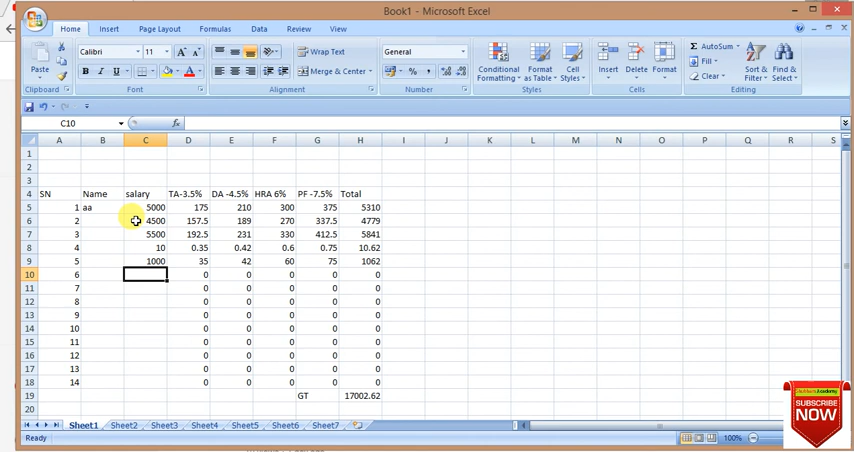 Book1 - Microsoft Excel
Home Insert Page Layout Formulas Data Review View
Paste
Clipboard
Calibri 11 A A
B I U A
Font
Wrap Text
Merge & Center
Alignment
General
% ,
Number
Conditional Formatting
Format as Table
Cell Styles
Styles
Insert Delete Format
Cells
Σ AutoSum
Fill
Clear
Sort & Filter
Find & Select
Editing
C10 fx
A B C D E F G H I J K L M N O P Q R S
1
2
3
4 SN Name salary TA-3.5% DA -4.5% HRA 6% PF -7.5% Total
5 1 aa 5000 175 210 300 375 5310
6 2 4500 157.5 189 270 337.5 4779
7 3 5500 192.5 231 330 412.5 5841
8 4 10 0.35 0.42 0.6 0.75 10.62
9 5 1000 35 42 60 75 1062
10 6 0 0 0 0 0
11 7 0 0 0 0 0
12 8 0 0 0 0 0
13 9 0 0 0 0 0
14 10 0 0 0 0 0
15 11 0 0 0 0 0
16 12 0 0 0 0 0
17 13 0 0 0 0 0
18 14 0 0 0 0 0
19 GT 17002.62
20
Sheet1 Sheet2 Sheet3 Sheet4 Sheet5 Sheet6 Sheet7
Ready 100%
SUBSCRIBE
NOW